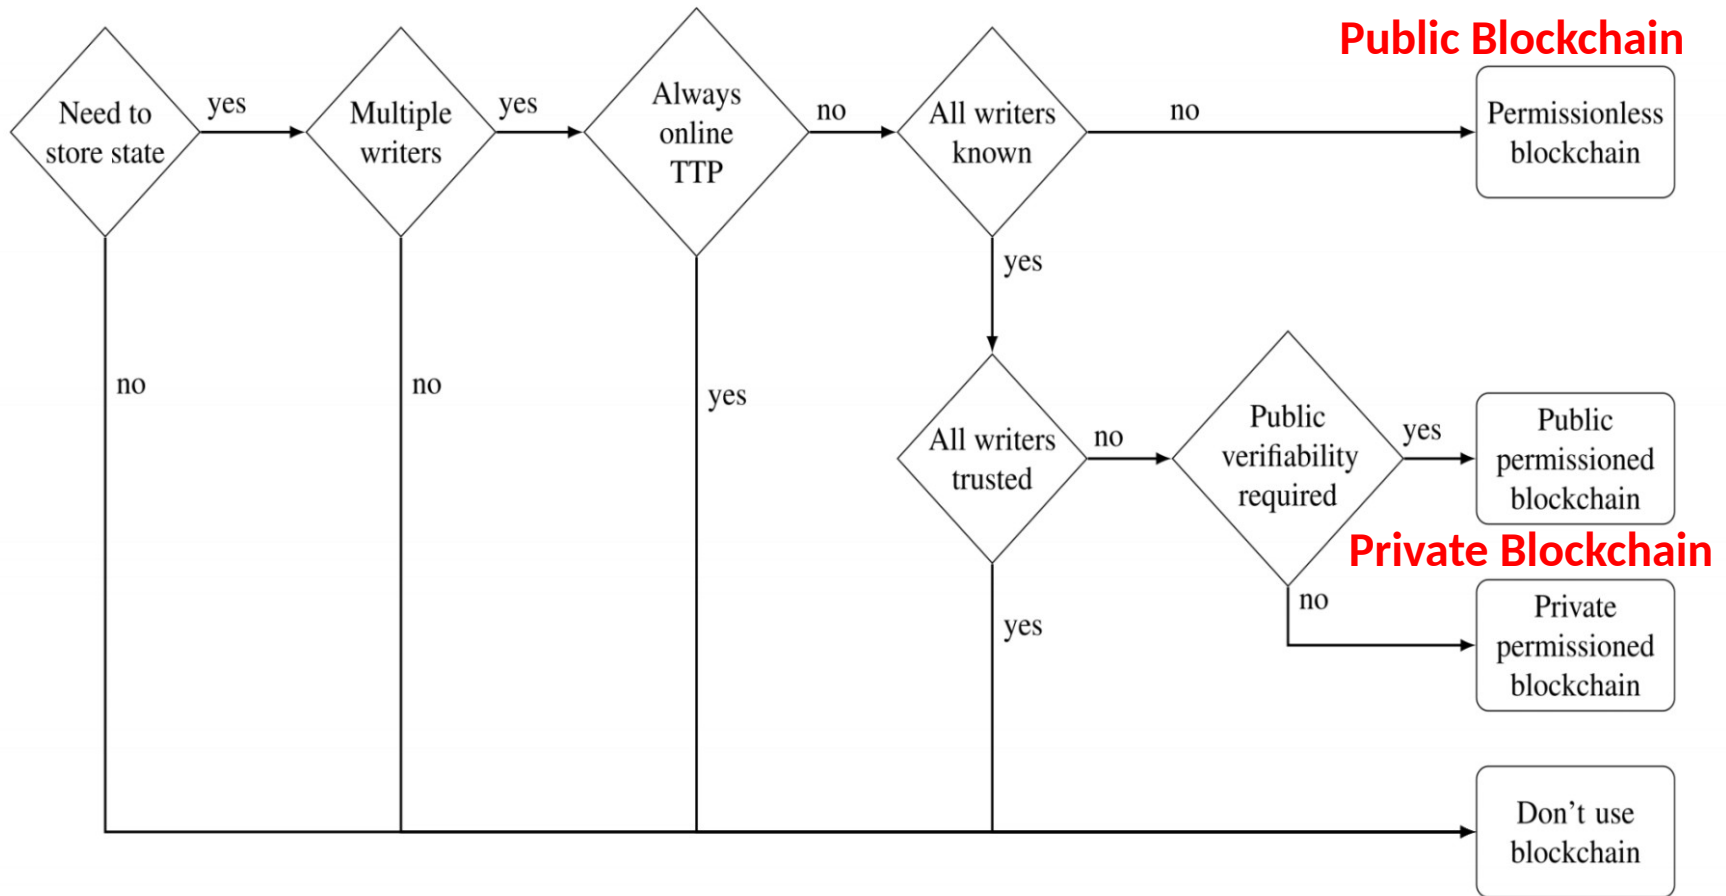 Public Blockchain
Need to
store state
yes
Multiple
writers
yes
Always
online
TTP
no
All writers
known
no
Permissionless
blockchain
yes
no
no
yes
All writers
trusted
no
Public
verifiability
required
yes
Public
permissioned
blockchain
Private Blockchain
no
Private
permissioned
blockchain
yes
Don’t use
blockchain